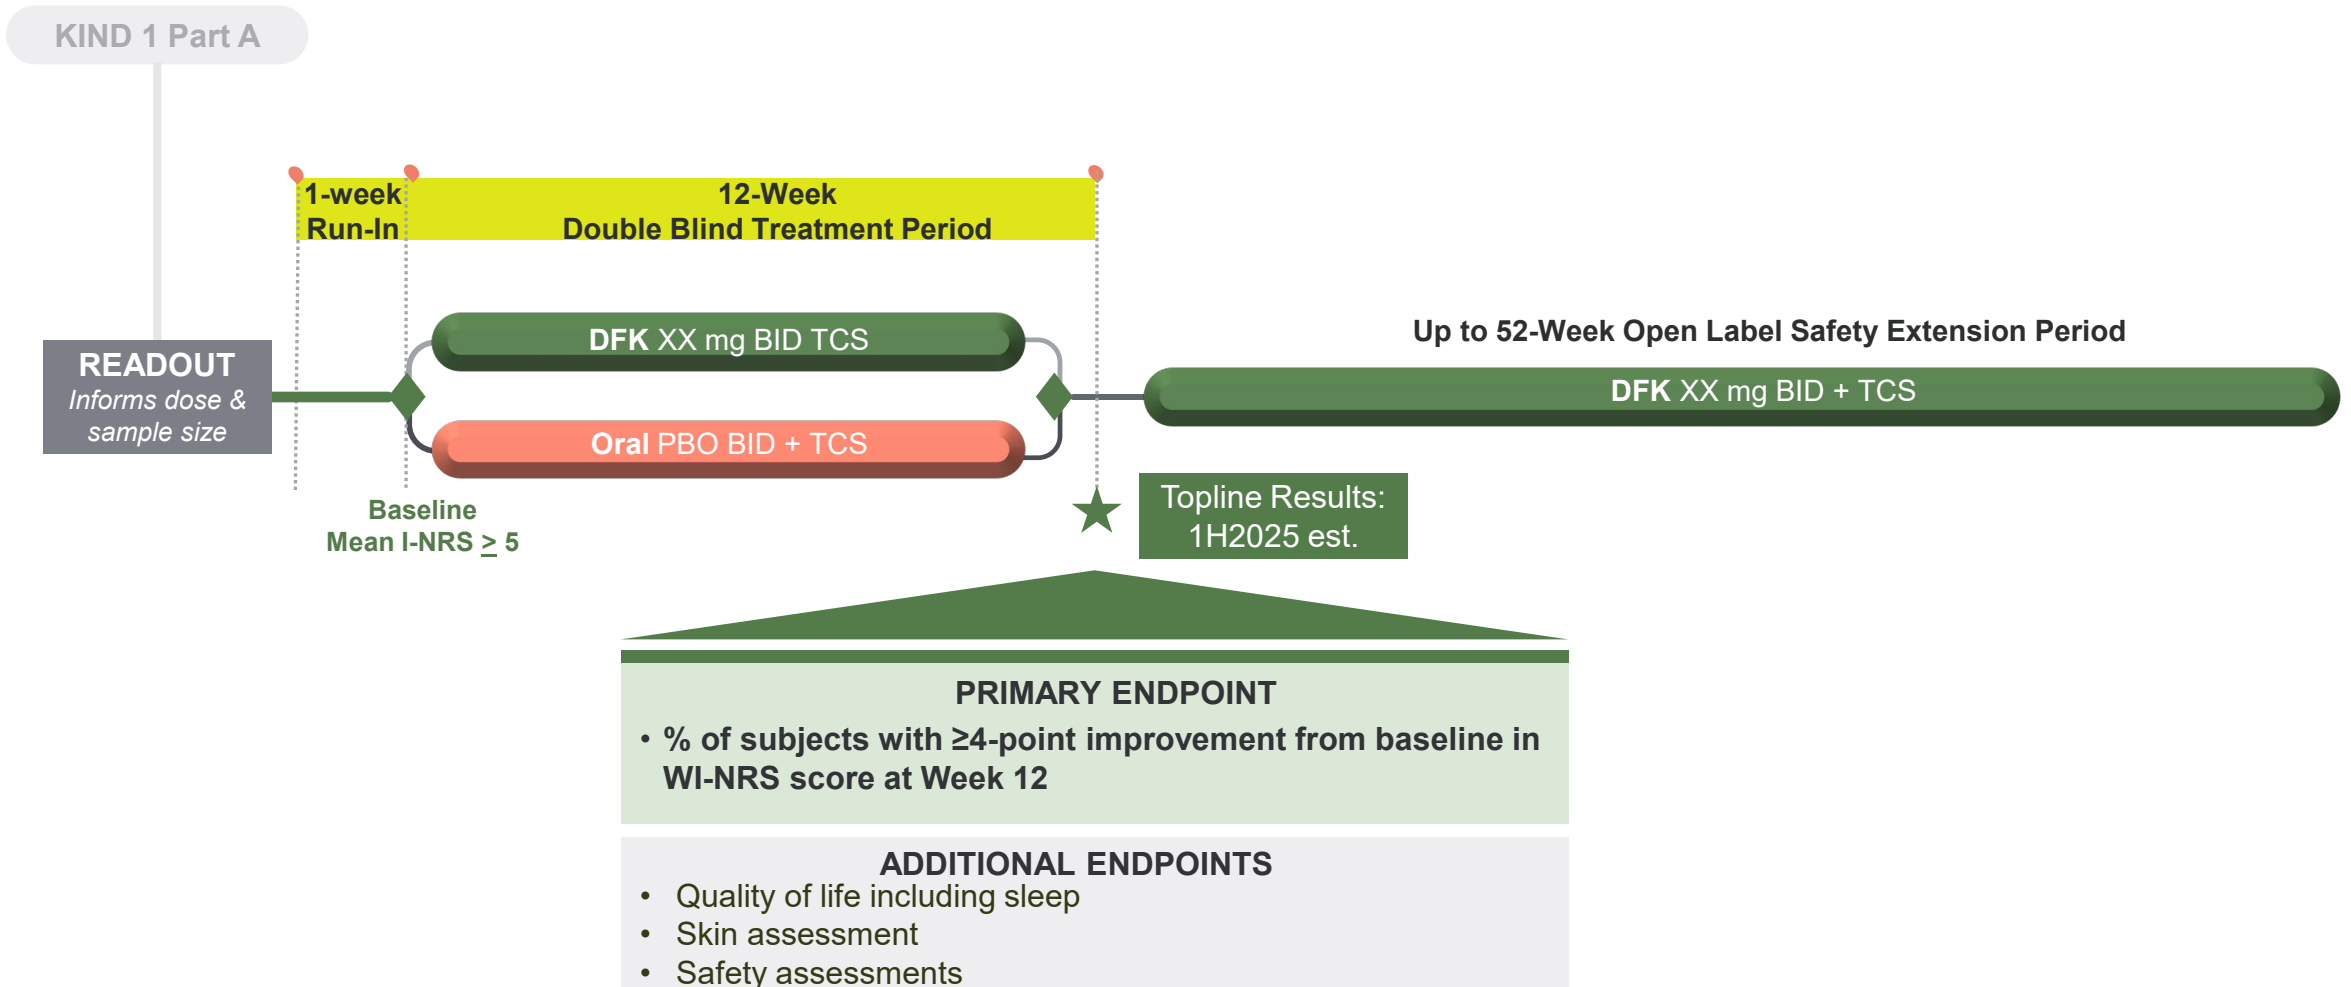 KIND 1 Part A
1-week
Run-In
12-Week
Double Blind Treatment Period
DFK XX mg BID TCS
Up to 52-Week Open Label Safety Extension Period
READOUT
Informs dose &
sample size
DFK XX mg BID + TCS
Oral PBO BID + TCS
Baseline
Mean I-NRS ≥ 5
Topline Results:
1H2025 est.
PRIMARY ENDPOINT
• % of subjects with ≥4-point improvement from baseline in
WI-NRS score at Week 12
ADDITIONAL ENDPOINTS
• Quality of life including sleep
• Skin assessment
• Safety assessments